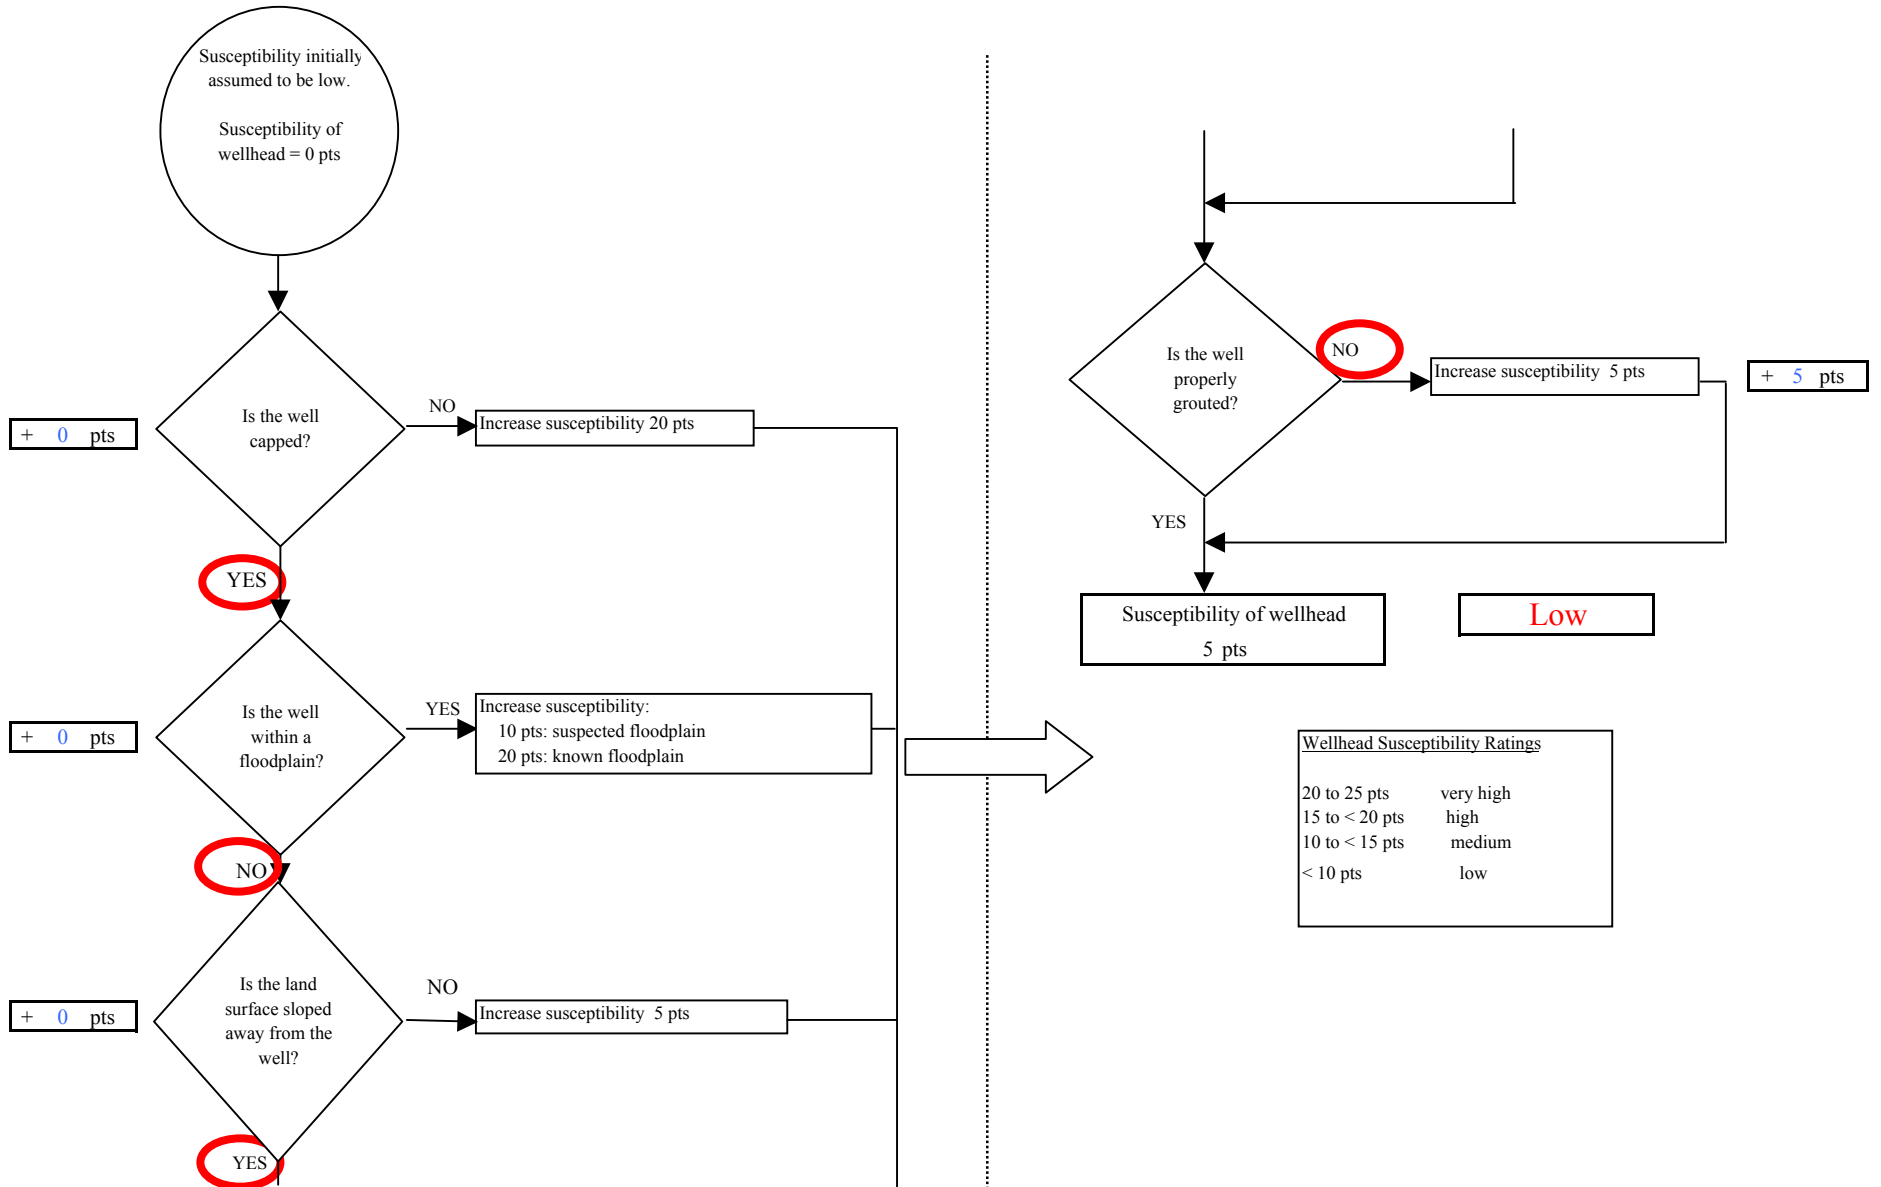 Susceptibility initially
assumed to be low.
Susceptibility of
wellhead = 0 pts
Is the well
capped?
NO
Increase susceptibility 20 pts
+ 0 pts
YES
Is the well
within a
floodplain?
YES
Increase susceptibility:
10 pts: suspected floodplain
20 pts: known floodplain
+ 0 pts
NO
Is the land
surface sloped
away from the
well?
NO
Increase susceptibility 5 pts
+ 0 pts
YES
Is the well
properly
grouted?
NO
Increase susceptibility 5 pts
+ 5 pts
YES
Susceptibility of wellhead
5 pts
Low
Wellhead Susceptibility Ratings
20 to 25 pts very high
15 to < 20 pts high
10 to < 15 pts medium
< 10 pts low